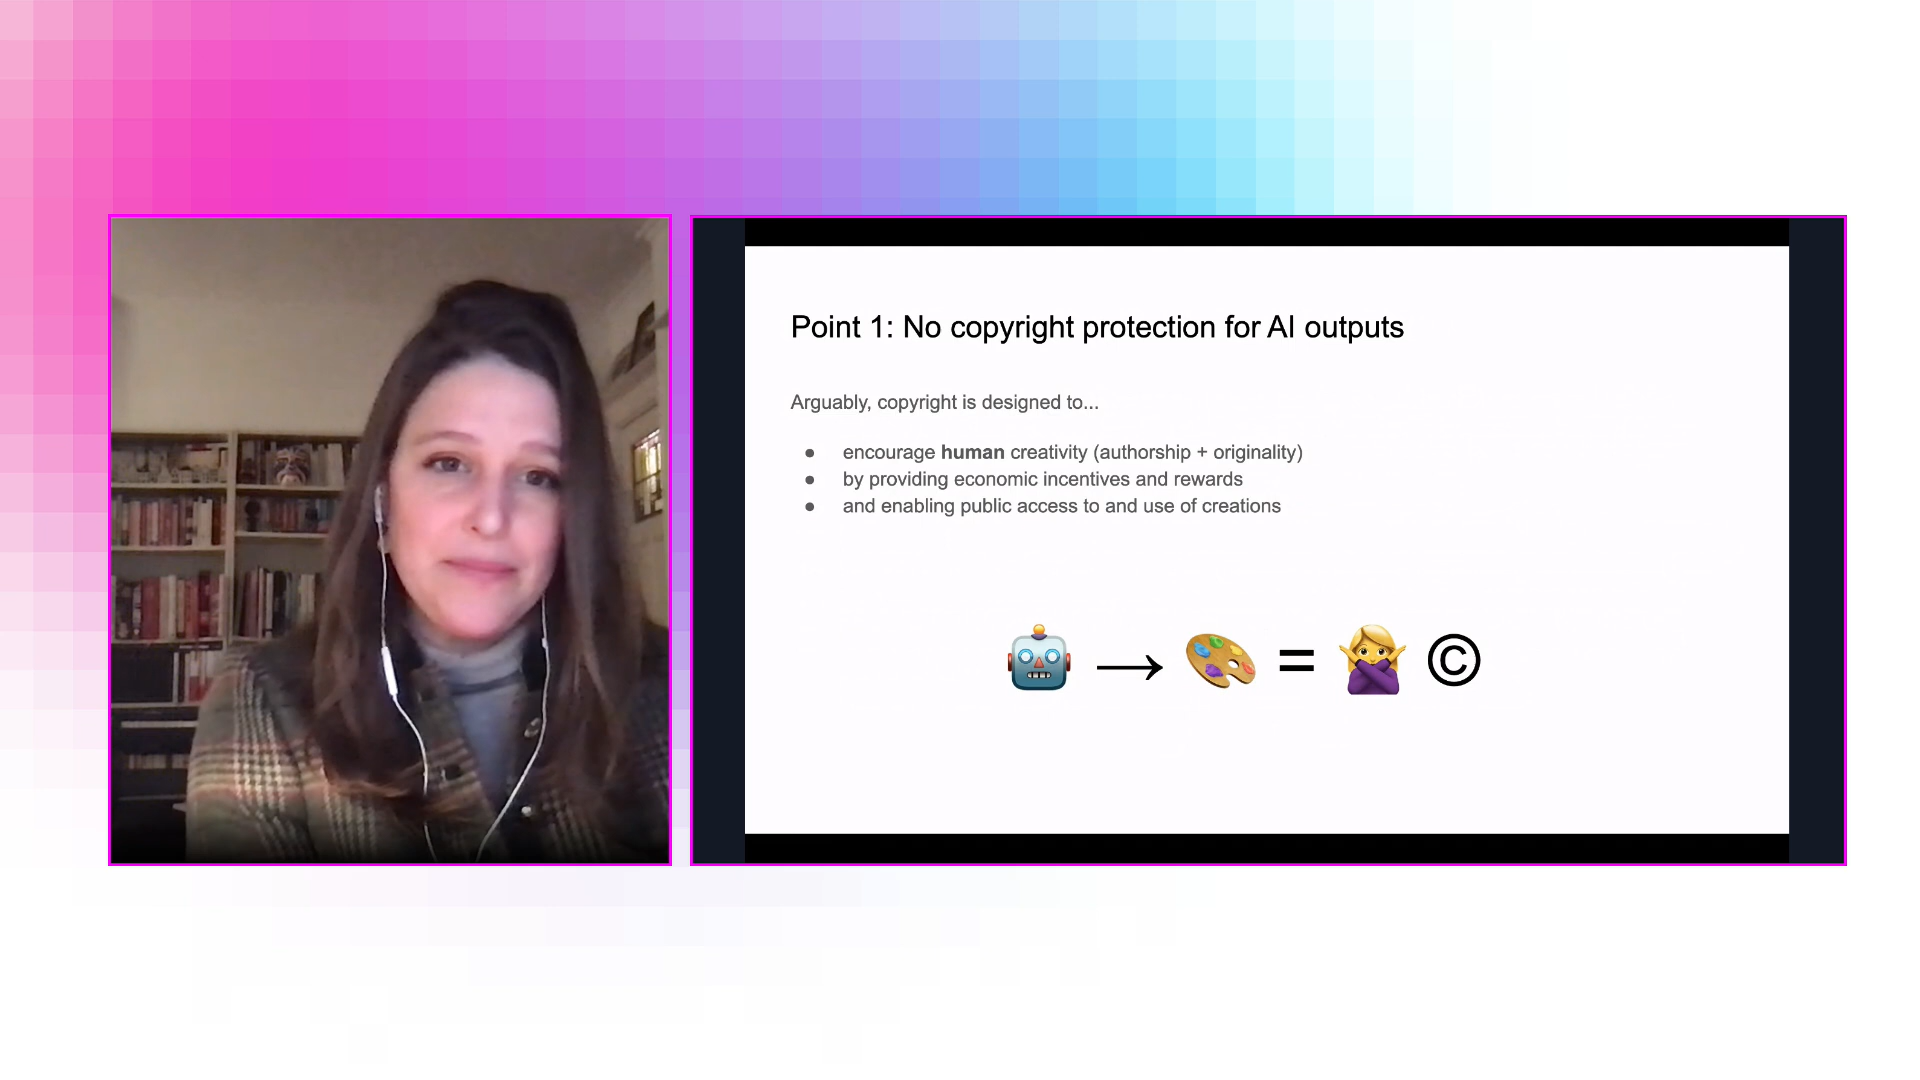 Point 1: No copyright protection for AI outputs
Arguably, copyright is designed to...
● encourage human creativity (authorship + originality)
● by providing economic incentives and rewards
● and enabling public access to and use of creations
🤖 → 🎨 = 🙅‍♀️ ©